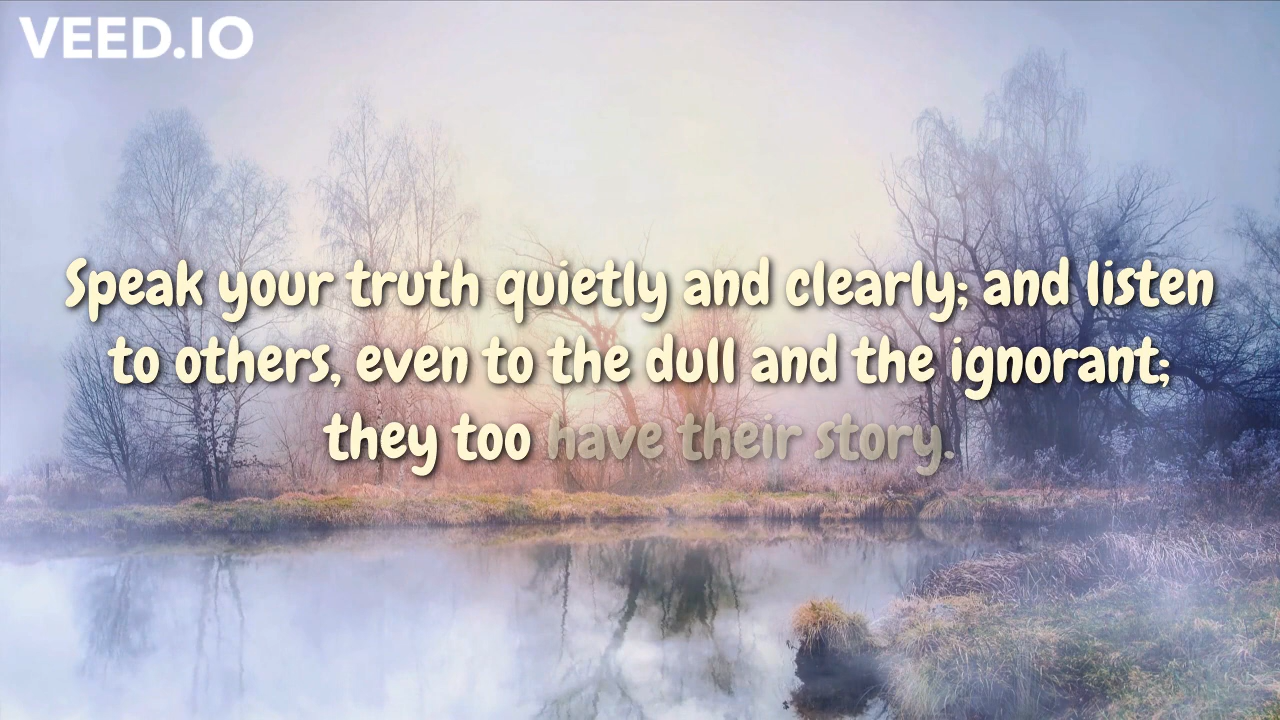 VEED.IO
Speak your truth quietly and clearly; and listen
to others, even to the dull and the ignorant;
they too have their story.